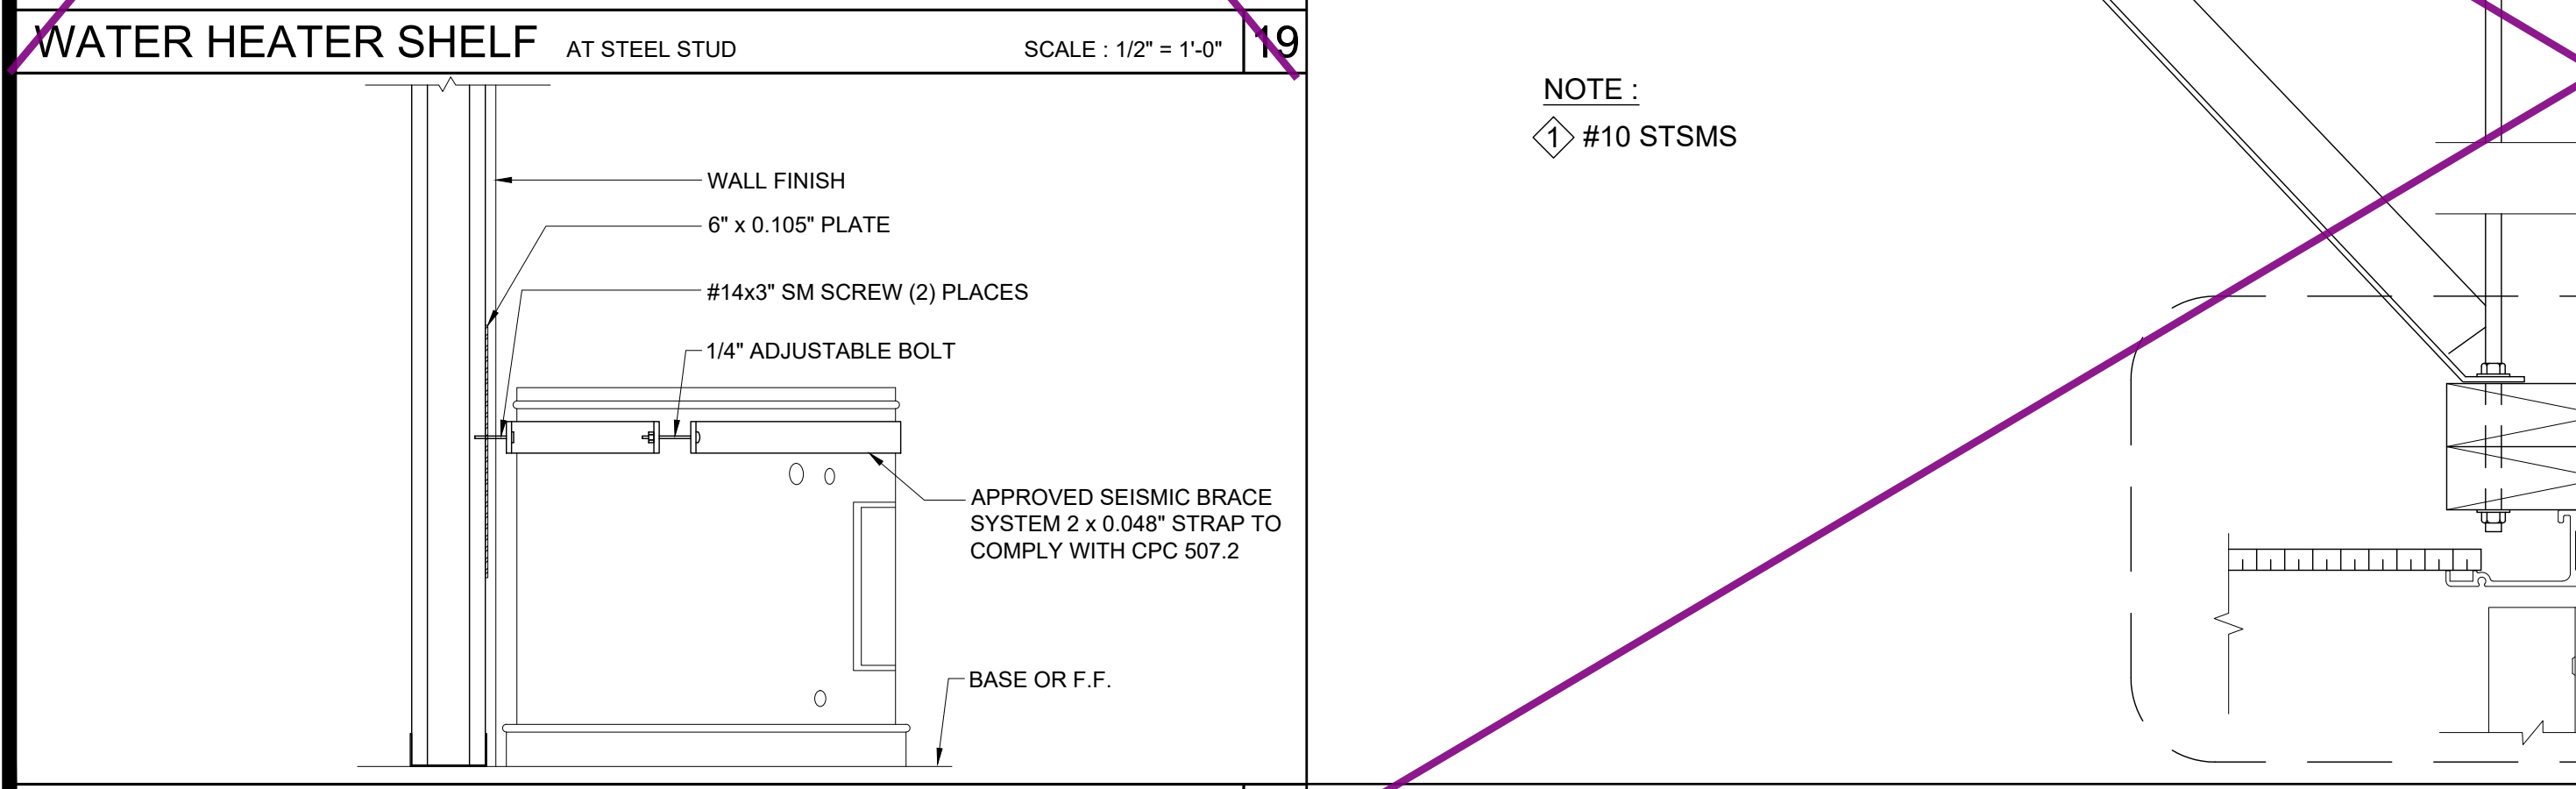 WATER HEATER SHELF AT STEEL STUD SCALE : 1/2" = 1'-0" 19
WALL FINISH
6" x 0.105" PLATE
#14x3" SM SCREW (2) PLACES
1/4" ADJUSTABLE BOLT
APPROVED SEISMIC BRACE
SYSTEM 2 x 0.048" STRAP TO
COMPLY WITH CPC 507.2
BASE OR F.F.
NOTE :
1 #10 STSMS